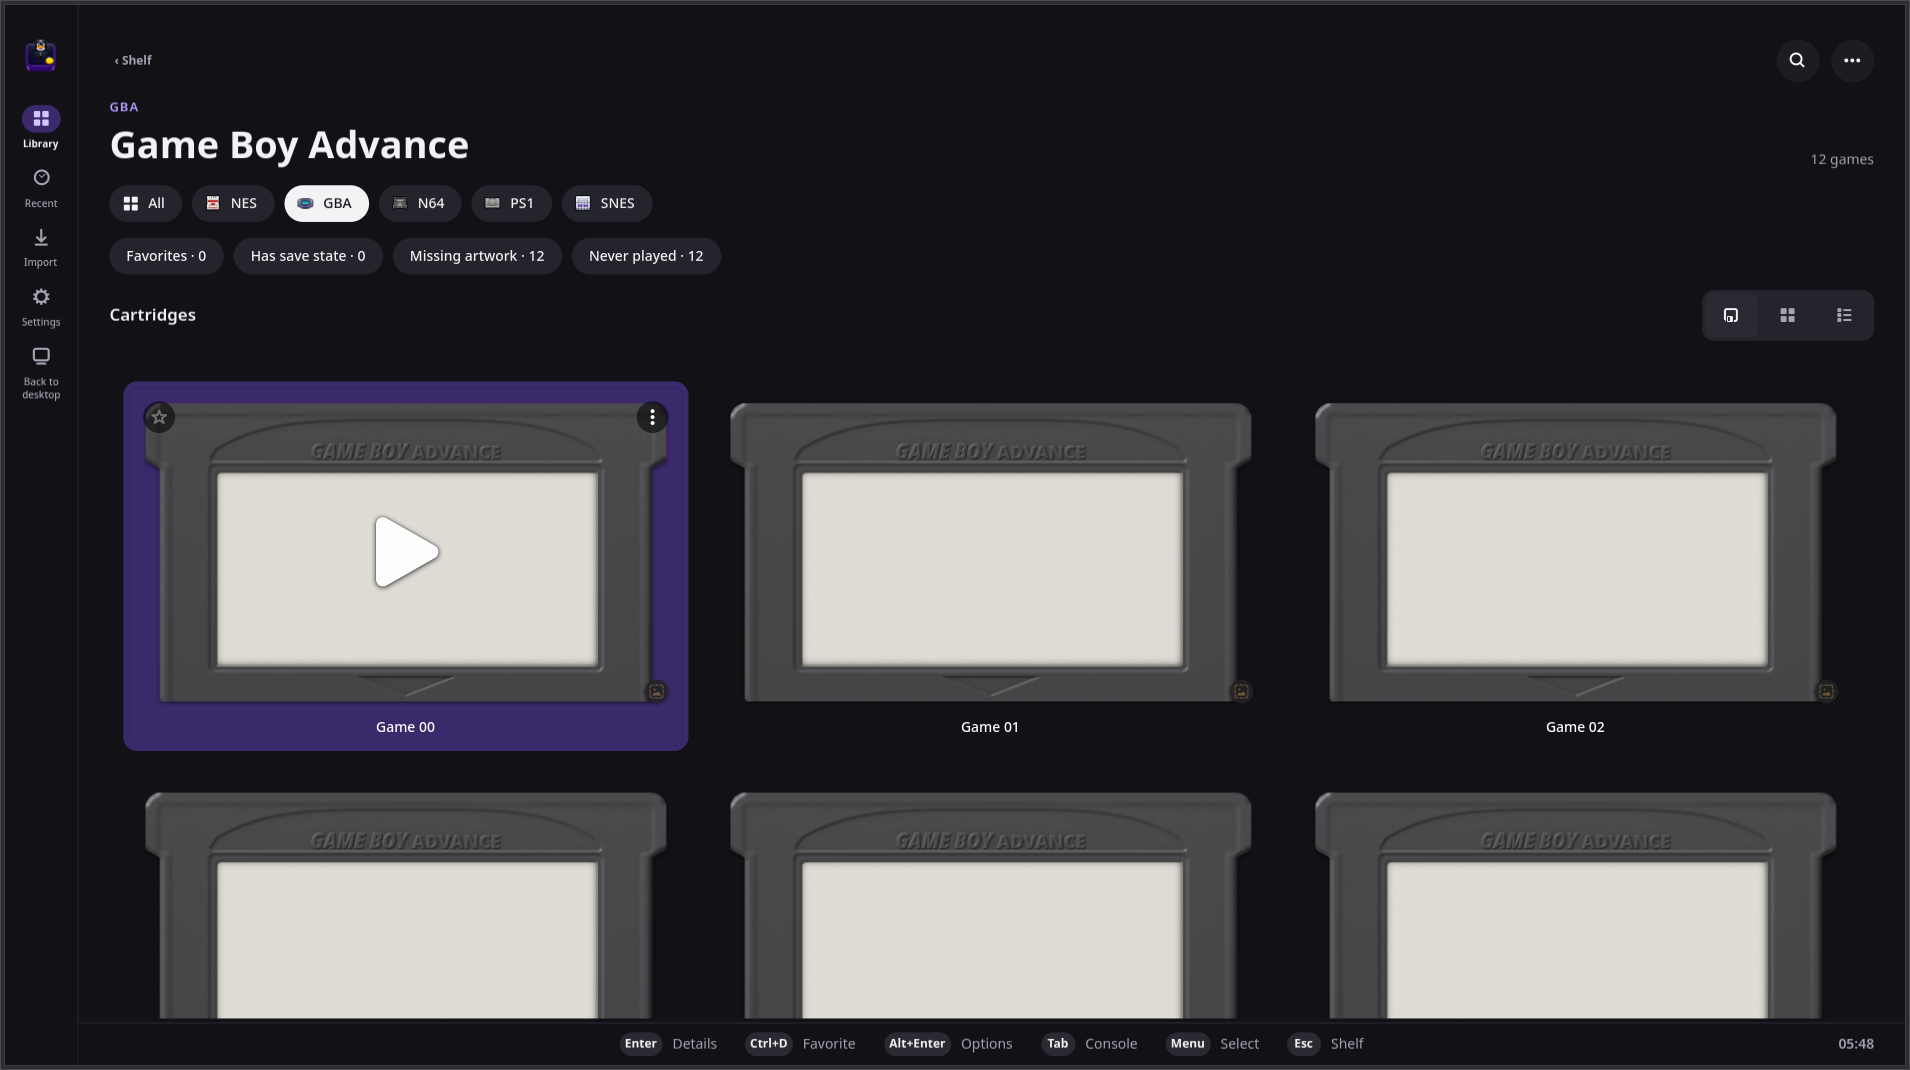 ‹ Shelf
GBA
Game Boy Advance
12 games
Library
Recent
Import
Settings
Back to
desktop
All
NES
GBA
N64
PS1
SNES
Favorites · 0
Has save state · 0
Missing artwork · 12
Never played · 12
Cartridges
GAME BOY ADVANCE
GAME BOY ADVANCE
GAME BOY ADVANCE
Game 00
Game 01
Game 02
GAME BOY ADVANCE
GAME BOY ADVANCE
GAME BOY ADVANCE
Enter Details Ctrl+D Favorite Alt+Enter Options Tab Console Menu Select Esc Shelf
05:48